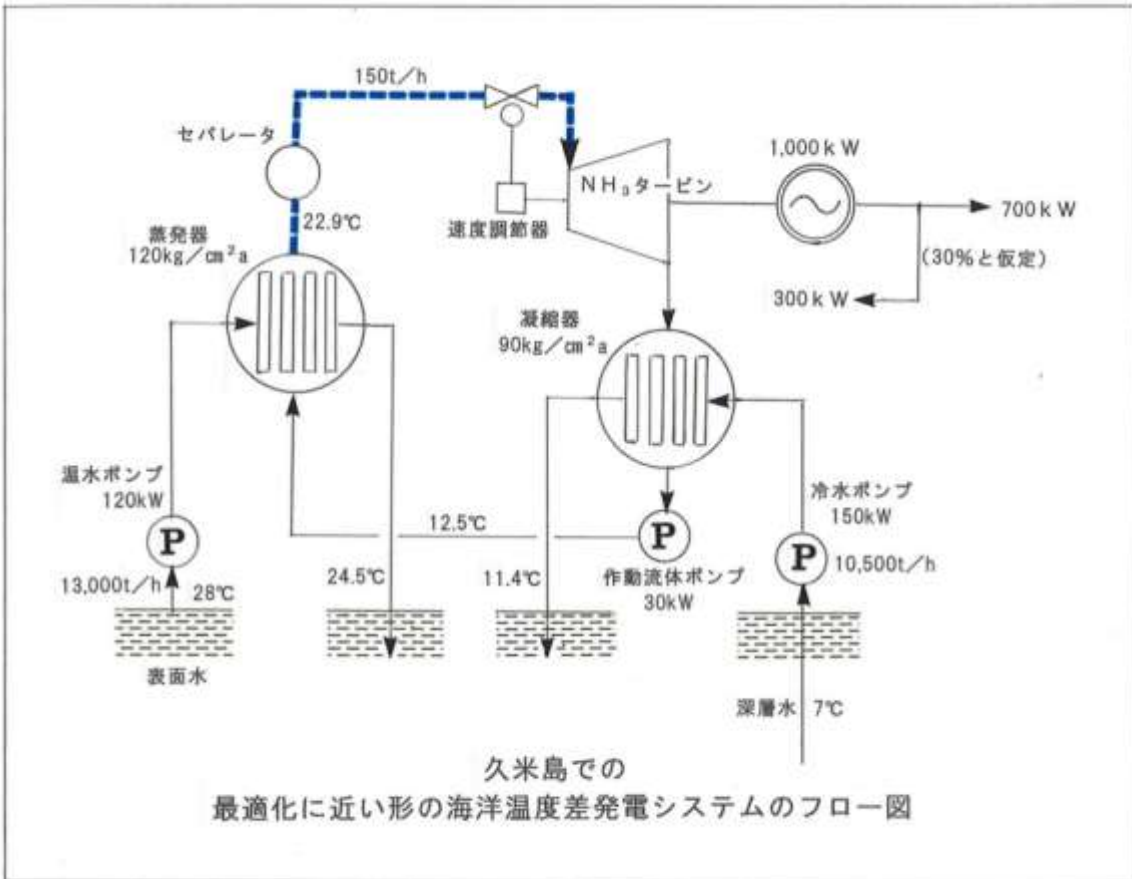 150t/h
セパレータ
22.9℃
蒸発器
120kg/cm²a
速度調節器
NH₃タービン
1,000kW
700kW
(30%と仮定)
300kW
凝縮器
90kg/cm²a
温水ポンプ
120kW
P
13,000t/h
28℃
表面水
24.5℃
12.5℃
11.4℃
P
作動流体ポンプ
30kW
冷水ポンプ
150kW
P
10,500t/h
深層水
7℃
久米島での
最適化に近い形の海洋温度差発電システムのフロー図